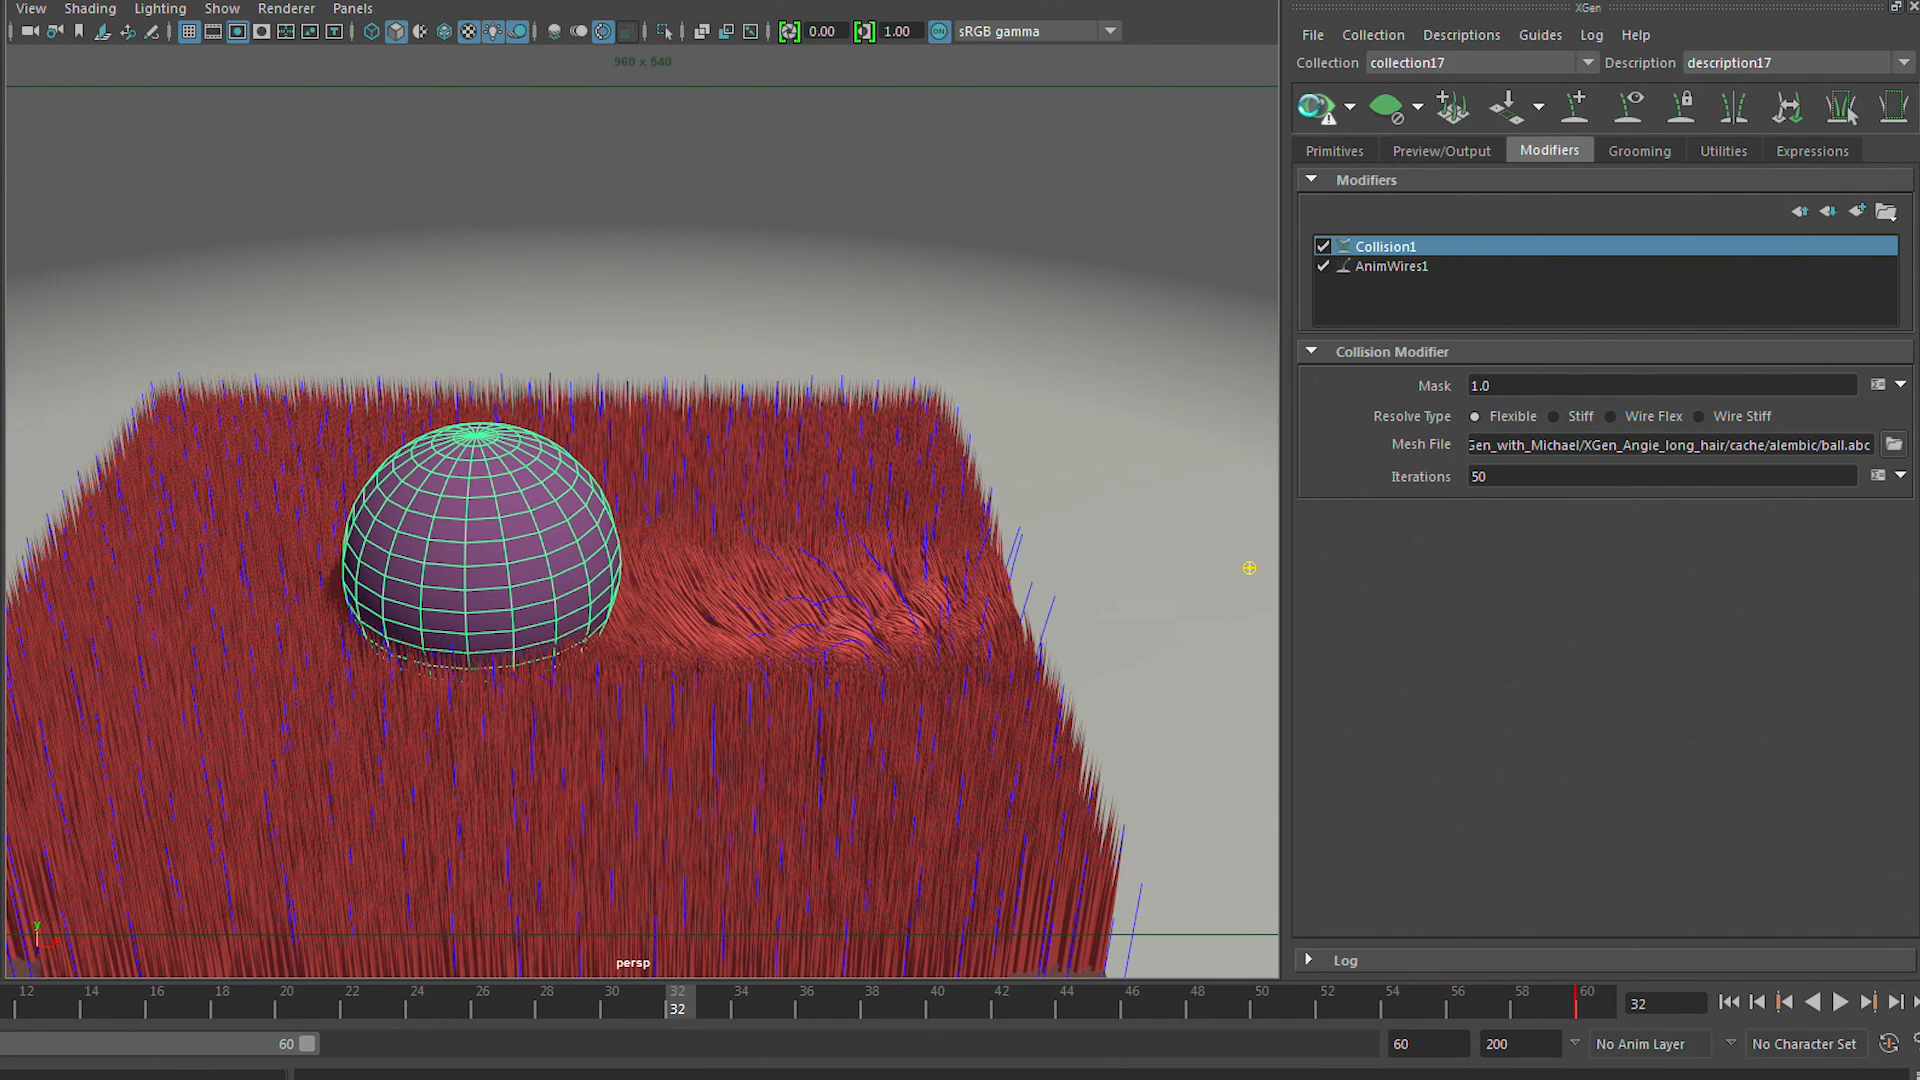 View Shading Lighting Show Renderer Panels
XGen
0.00 1.00 ON sRGB gamma
File Collection Descriptions Guides Log Help
960 x 540
Collection collection17 Description description17
Primitives Preview/Output Modifiers Grooming Utilities Expressions
Modifiers
Collision1
AnimWires1
Collision Modifier
Mask 1.0
Resolve Type Flexible Stiff Wire Flex Wire Stiff
Mesh File Gen_with_Michael/XGen_Angie_long_hair/cache/alembic/ball.abc
Iterations 50
y
persp
Log
12 14 16 18 20 22 24 26 28 30 32 34 36 38 40 42 44 46 48 50 52 54 56 58 60
32 32
60 60 200 No Anim Layer No Character Set